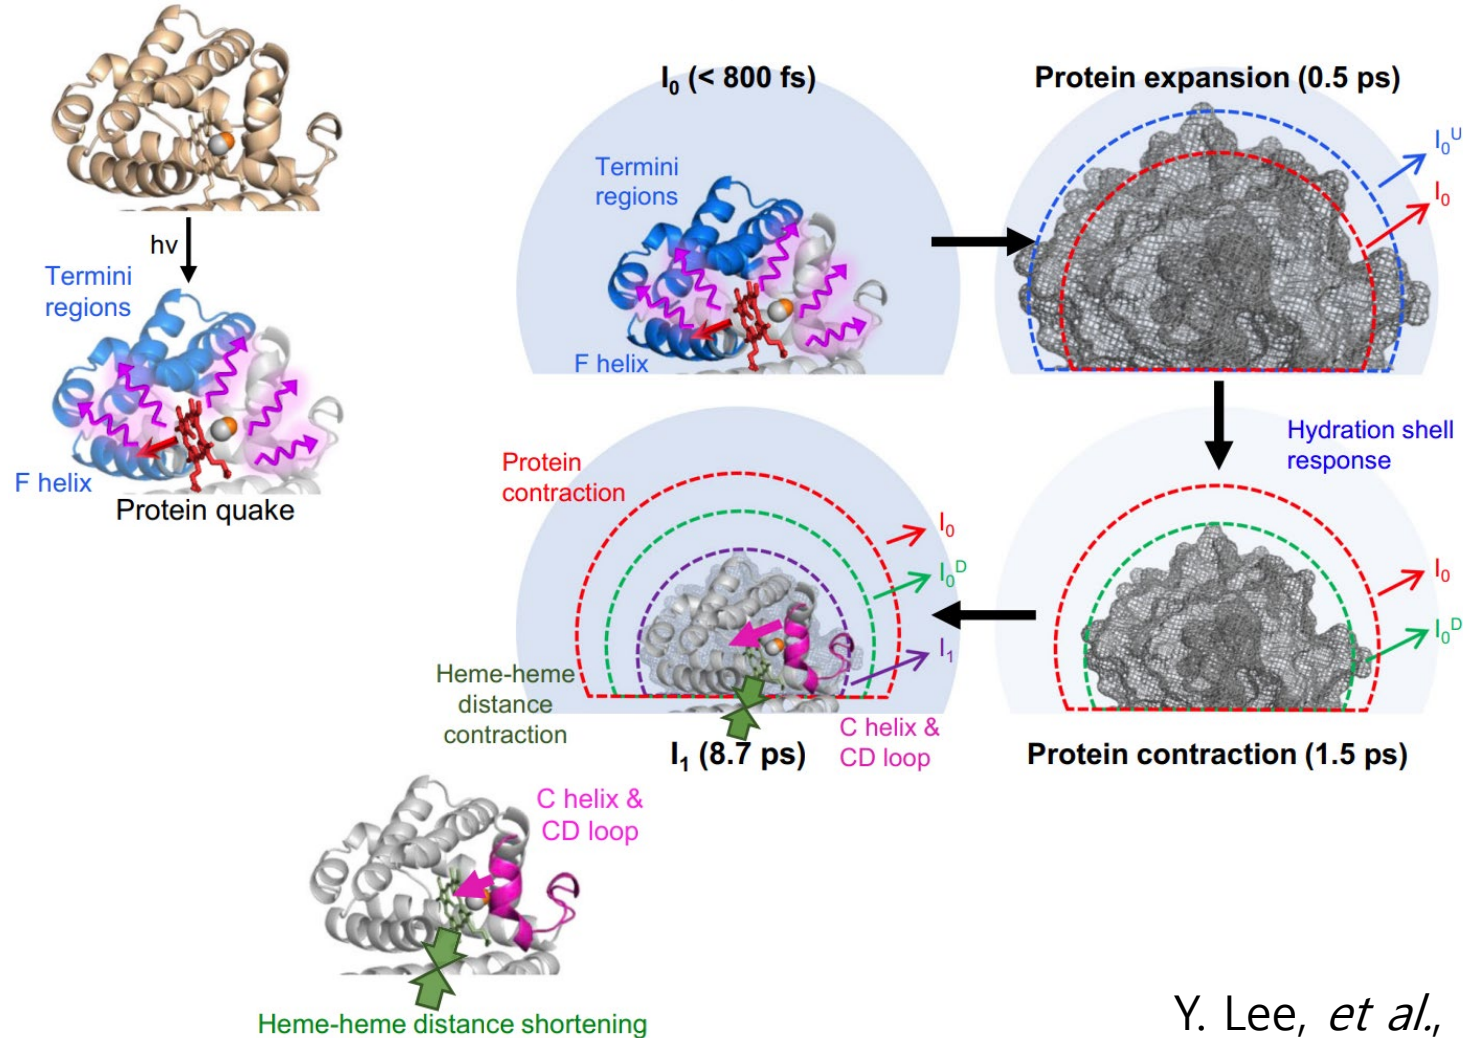 hv
Termini
regions
F helix
Protein quake
I₀ (< 800 fs)
Termini
regions
F helix
Protein expansion (0.5 ps)
I₀ᵁ
I₀
Hydration shell
response
I₀
I₀ᴰ
Protein contraction (1.5 ps)
Protein
contraction
I₀
I₀ᴰ
I₁
Heme-heme
distance
contraction
C helix &
CD loop
I₁ (8.7 ps)
C helix &
CD loop
Heme-heme distance shortening
Y. Lee, et al.,